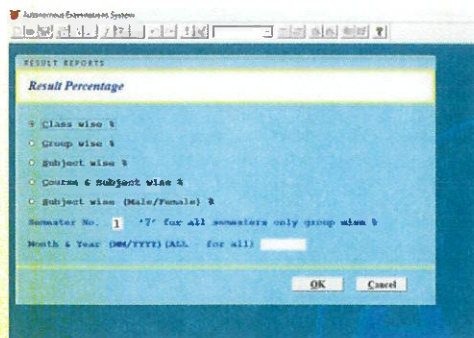 Autonomous Examinations System
RESULT REPORTS
Result Percentage
Class wise %
Group wise %
Subject wise %
Course & Subject wise %
Subject wise (Male/Female) %
Semester No. 1 '7' for all semesters only group wise %
Month & Year (MM/YYYY)(ALL for all)
OK Cancel